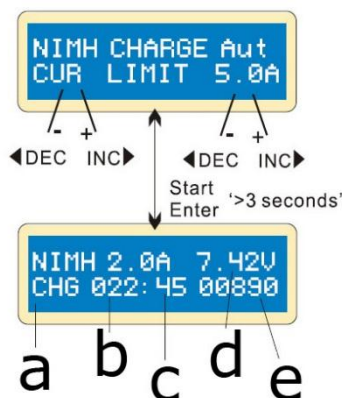 NIMH CHARGE Aut
CUR LIMIT 5.0A
- + - +
◀DEC INC▶ ◀DEC INC▶
Start
Enter '>3 seconds'
NIMH 2.0A 7.42V
CHG 022:45 00890
a b c d e